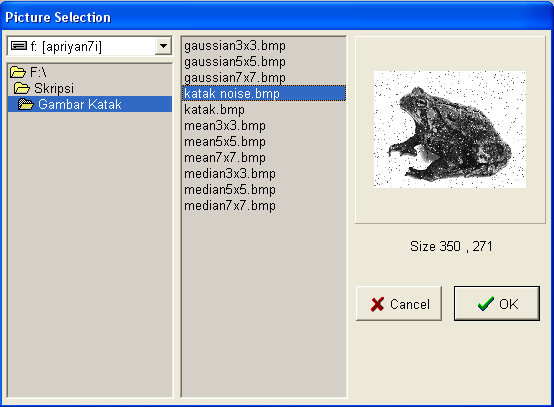 Picture Selection
f: [apriyan7i]
F:\
Skripsi
Gambar Katak
gaussian3x3.bmp
gaussian5x5.bmp
gaussian7x7.bmp
katak noise.bmp
katak.bmp
mean3x3.bmp
mean5x5.bmp
mean7x7.bmp
median3x3.bmp
median5x5.bmp
median7x7.bmp
Size 350 , 271
Cancel
OK